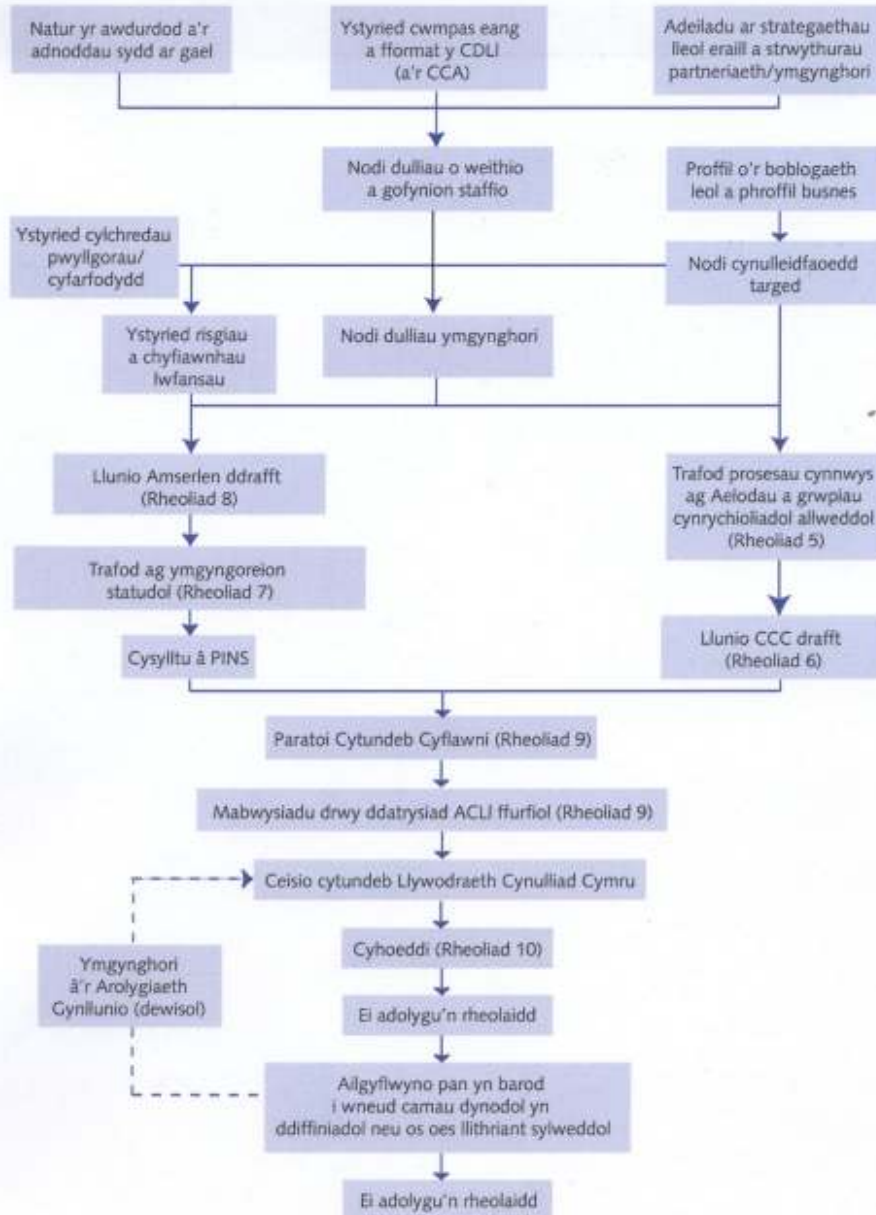 Natur yr awdurdod a'r
adnoddau sydd ar gael
Ystyried cwmpas eang
a fformat y CDLl
(a'r CCA)
Adeiladu ar strategaethau
lleol eraill a strwythurau
partneriaeth/ymgynghori
Nodi dulliau o weithio
a gofynion staffio
Proffil o'r boblogaeth
leol a phroffil busnes
Ystyried cylchredau
pwyllgorau/
cyfarfodydd
Nodi cynulleidfaoedd
targed
Ystyried risgiau
a chyfiawnhau
lwfansau
Nodi dulliau ymgynghori
Llunio Amserlen ddrafft
(Rheoliad 8)
Trafod prosesau cynnwys
ag Aelodau a grwpiau
cynrychioliadol allweddol
(Rheoliad 5)
Trafod ag ymgyngoreion
statudol (Rheoliad 7)
Cysylltu â PINS
Llunio CCC drafft
(Rheoliad 6)
Paratoi Cytundeb Cyflawni (Rheoliad 9)
Mabwysiadu drwy ddatrysiad ACLl ffurfiol (Rheoliad 9)
Ceisio cytundeb Llywodraeth Cynulliad Cymru
Cyhoeddi (Rheoliad 10)
Ymgynghori
â'r Arolygiaeth
Gynllunio (dewisol)
Ei adolygu'n rheolaidd
Ailgyflwyno pan yn barod
i wneud camau dynodol yn
ddiffiniadol neu os oes llithriant sylweddol
Ei adolygu'n rheolaidd